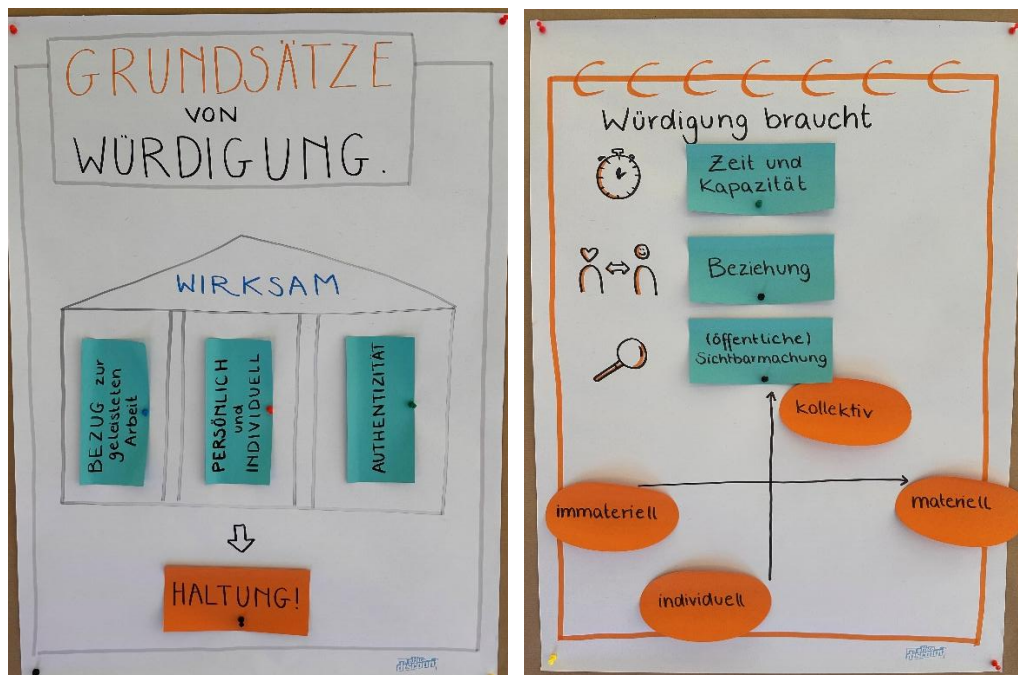 GRUNDSÄTZE
VON
WÜRDIGUNG.
WIRKSAM
BEZUG zur
geleisteten
Arbeit
PERSÖNLICH
und
INDIVIDUELL
AUTHENTIZITÄT
HALTUNG!
Würdigung braucht
Zeit und
Kapazität
Beziehung
(öffentliche)
Sichtbarmachung
kollektiv
immateriell
materiell
individuell